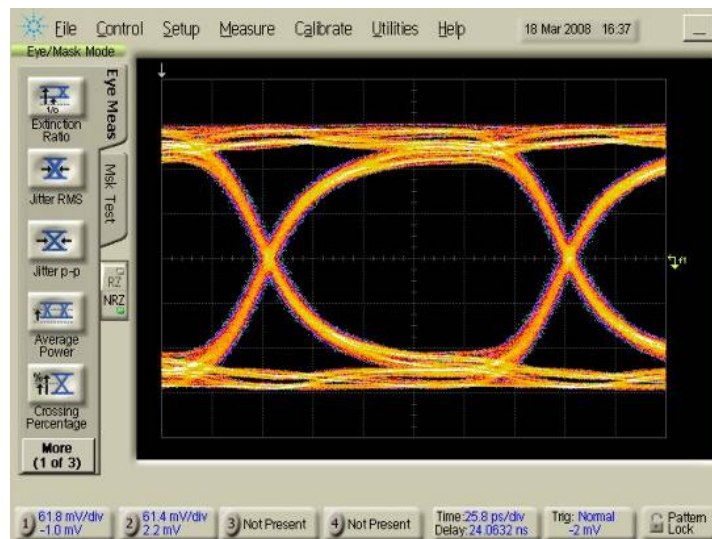 File Control Setup Measure Calibrate Utilities Help 18 Mar 2008 16:37
Eye/Mask Mode
Eye Meas
Msk Test
1/0
Extinction
Ratio
Jitter RMS
Jitter p-p
RZ
NRZ
Average
Power
%
Crossing
Percentage
More
(1 of 3)
f1
1) 61.8 mV/div
-1.0 mV
2) 61.4 mV/div
2.2 mV
3) Not Present
4) Not Present
Time:25.8 ps/div
Delay:24.0632 ns
Trig: Normal
-2 mV
Pattern
Lock